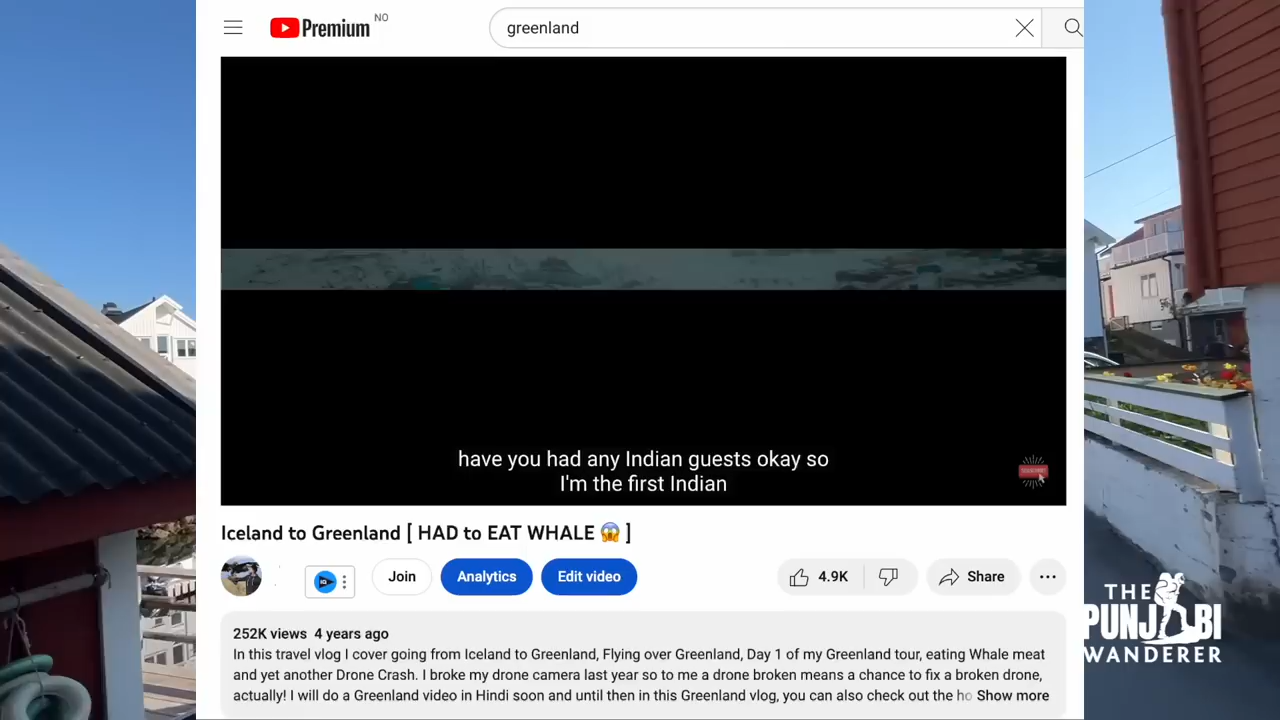 Premium NO
greenland
have you had any Indian guests okay so
I'm the first Indian
Iceland to Greenland [ HAD to EAT WHALE 😱 ]
Join
Analytics
Edit video
4.9K
Share
252K views 4 years ago
In this travel vlog I cover going from Iceland to Greenland, Flying over Greenland, Day 1 of my Greenland tour, eating Whale meat
and yet another Drone Crash. I broke my drone camera last year so to me a drone broken means a chance to fix a broken drone,
actually! I will do a Greenland video in Hindi soon and until then in this Greenland vlog, you can also check out the ho Show more
THE
PUNJABI
WANDERER